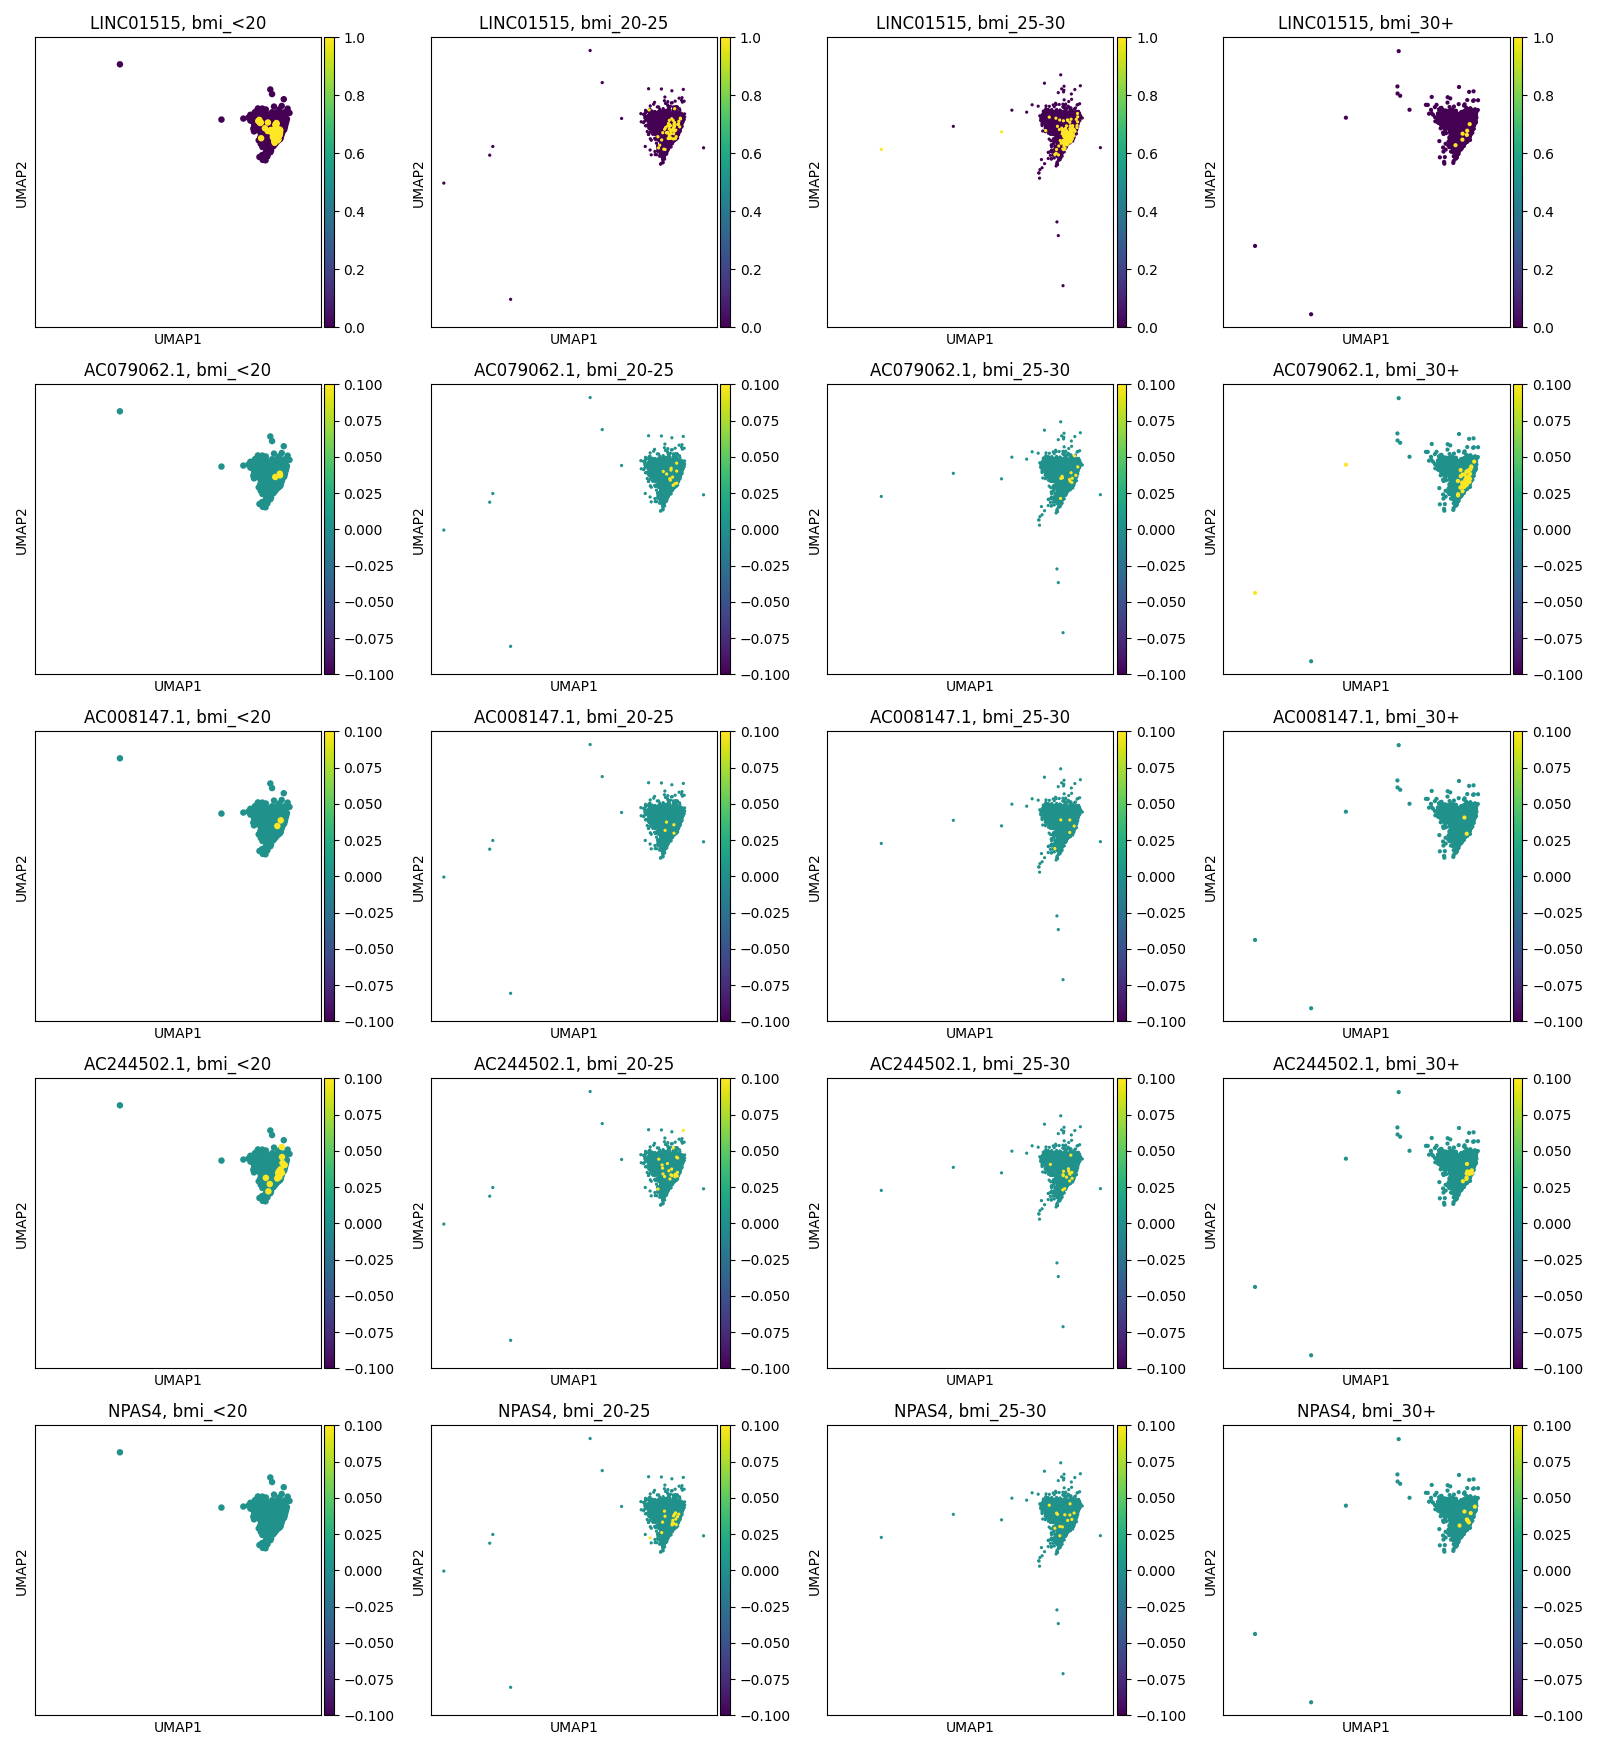 LINC01515, bmi_<20
LINC01515, bmi_20-25
LINC01515, bmi_25-30
LINC01515, bmi_30+
UMAP2
UMAP1
1.0
0.8
0.6
0.4
0.2
0.0
UMAP2
UMAP1
1.0
0.8
0.6
0.4
0.2
0.0
UMAP2
UMAP1
1.0
0.8
0.6
0.4
0.2
0.0
UMAP2
UMAP1
1.0
0.8
0.6
0.4
0.2
0.0
AC079062.1, bmi_<20
AC079062.1, bmi_20-25
AC079062.1, bmi_25-30
AC079062.1, bmi_30+
UMAP2
UMAP1
0.100
0.075
0.050
0.025
0.000
−0.025
−0.050
−0.075
−0.100
UMAP2
UMAP1
0.100
0.075
0.050
0.025
0.000
−0.025
−0.050
−0.075
−0.100
UMAP2
UMAP1
0.100
0.075
0.050
0.025
0.000
−0.025
−0.050
−0.075
−0.100
UMAP2
UMAP1
0.100
0.075
0.050
0.025
0.000
−0.025
−0.050
−0.075
−0.100
AC008147.1, bmi_<20
AC008147.1, bmi_20-25
AC008147.1, bmi_25-30
AC008147.1, bmi_30+
UMAP2
UMAP1
0.100
0.075
0.050
0.025
0.000
−0.025
−0.050
−0.075
−0.100
UMAP2
UMAP1
0.100
0.075
0.050
0.025
0.000
−0.025
−0.050
−0.075
−0.100
UMAP2
UMAP1
0.100
0.075
0.050
0.025
0.000
−0.025
−0.050
−0.075
−0.100
UMAP2
UMAP1
0.100
0.075
0.050
0.025
0.000
−0.025
−0.050
−0.075
−0.100
AC244502.1, bmi_<20
AC244502.1, bmi_20-25
AC244502.1, bmi_25-30
AC244502.1, bmi_30+
UMAP2
UMAP1
0.100
0.075
0.050
0.025
0.000
−0.025
−0.050
−0.075
−0.100
UMAP2
UMAP1
0.100
0.075
0.050
0.025
0.000
−0.025
−0.050
−0.075
−0.100
UMAP2
UMAP1
0.100
0.075
0.050
0.025
0.000
−0.025
−0.050
−0.075
−0.100
UMAP2
UMAP1
0.100
0.075
0.050
0.025
0.000
−0.025
−0.050
−0.075
−0.100
NPAS4, bmi_<20
NPAS4, bmi_20-25
NPAS4, bmi_25-30
NPAS4, bmi_30+
UMAP2
UMAP1
0.100
0.075
0.050
0.025
0.000
−0.025
−0.050
−0.075
−0.100
UMAP2
UMAP1
0.100
0.075
0.050
0.025
0.000
−0.025
−0.050
−0.075
−0.100
UMAP2
UMAP1
0.100
0.075
0.050
0.025
0.000
−0.025
−0.050
−0.075
−0.100
UMAP2
UMAP1
0.100
0.075
0.050
0.025
0.000
−0.025
−0.050
−0.075
−0.100